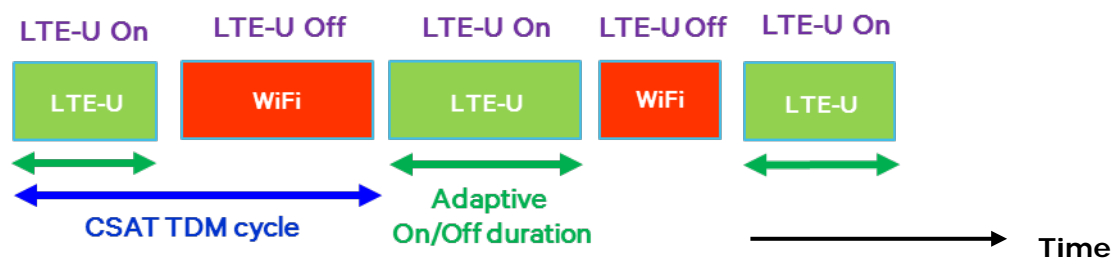 LTE-U On LTE-U Off LTE-U On LTE-U Off LTE-U On
LTE-U WiFi LTE-U WiFi LTE-U
CSAT TDM cycle
Adaptive
On/Off duration
Time